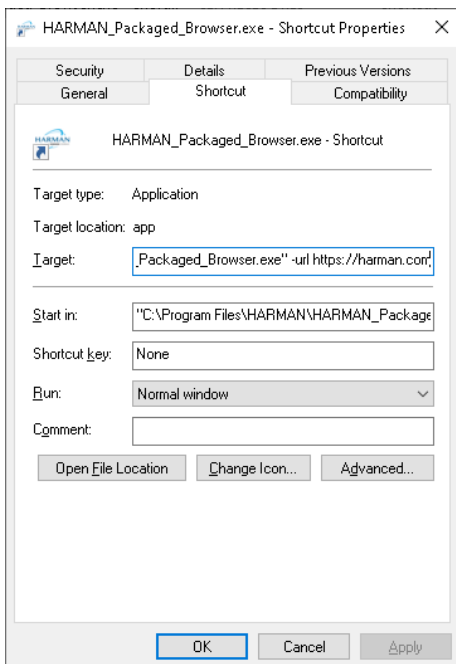 HARMAN_Packaged_Browser.exe - Shortcut Properties
Security Details Previous Versions
General Shortcut Compatibility
HARMAN
HARMAN_Packaged_Browser.exe - Shortcut
Target type: Application
Target location: app
Target: _Packaged_Browser.exe" -url https://harman.com
Start in: "C:\Program Files\HARMAN\HARMAN_Package
Shortcut key: None
Run: Normal window
Comment:
Open File Location Change Icon... Advanced...
OK Cancel Apply